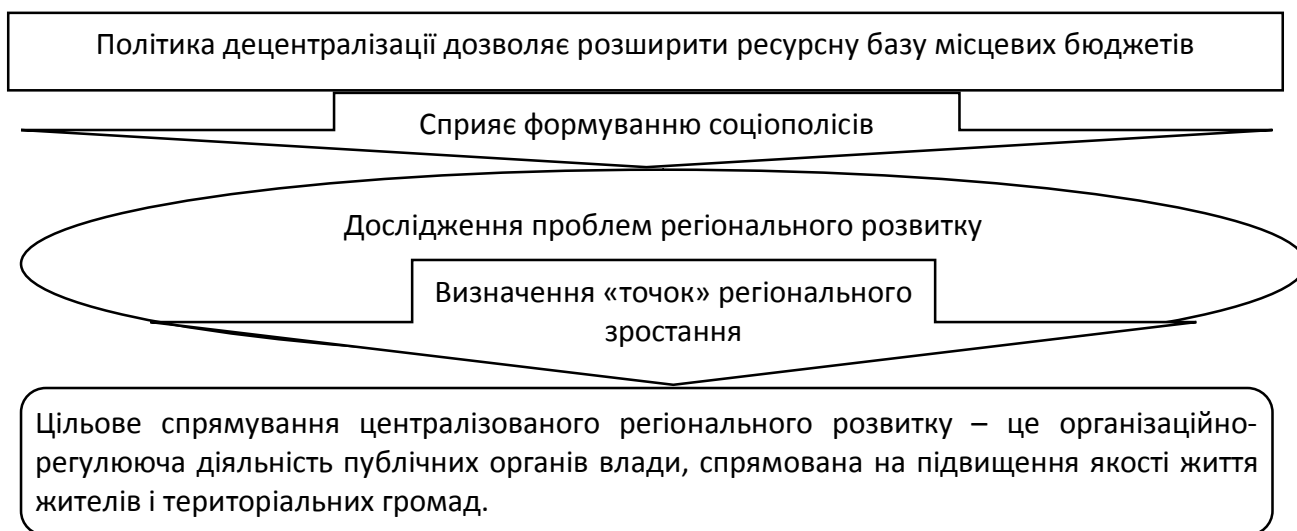 Політика децентралізації дозволяє розширити ресурсну базу місцевих бюджетів
Сприяє формуванню соціополісів
Дослідження проблем регіонального розвитку
Визначення «точок» регіонального
зростання
Цільове спрямування централізованого регіонального розвитку – це організаційно-
регулююча діяльність публічних органів влади, спрямована на підвищення якості життя
жителів і територіальних громад.